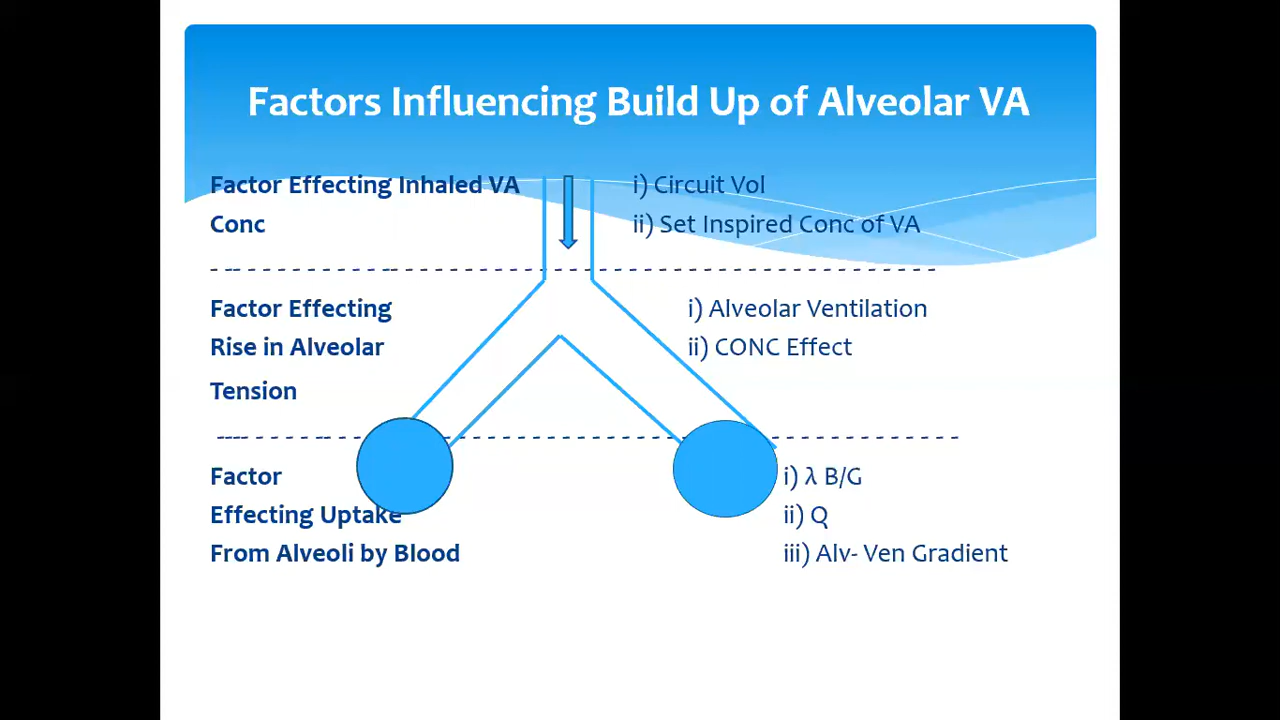 Factors Influencing Build Up of Alveolar VA
Factor Effecting Inhaled VA i) Circuit Vol
Conc ii) Set Inspired Conc of VA
Factor Effecting i) Alveolar Ventilation
Rise in Alveolar ii) CONC Effect
Tension
Factor i) λ B/G
Effecting Uptake ii) Q
From Alveoli by Blood iii) Alv- Ven Gradient